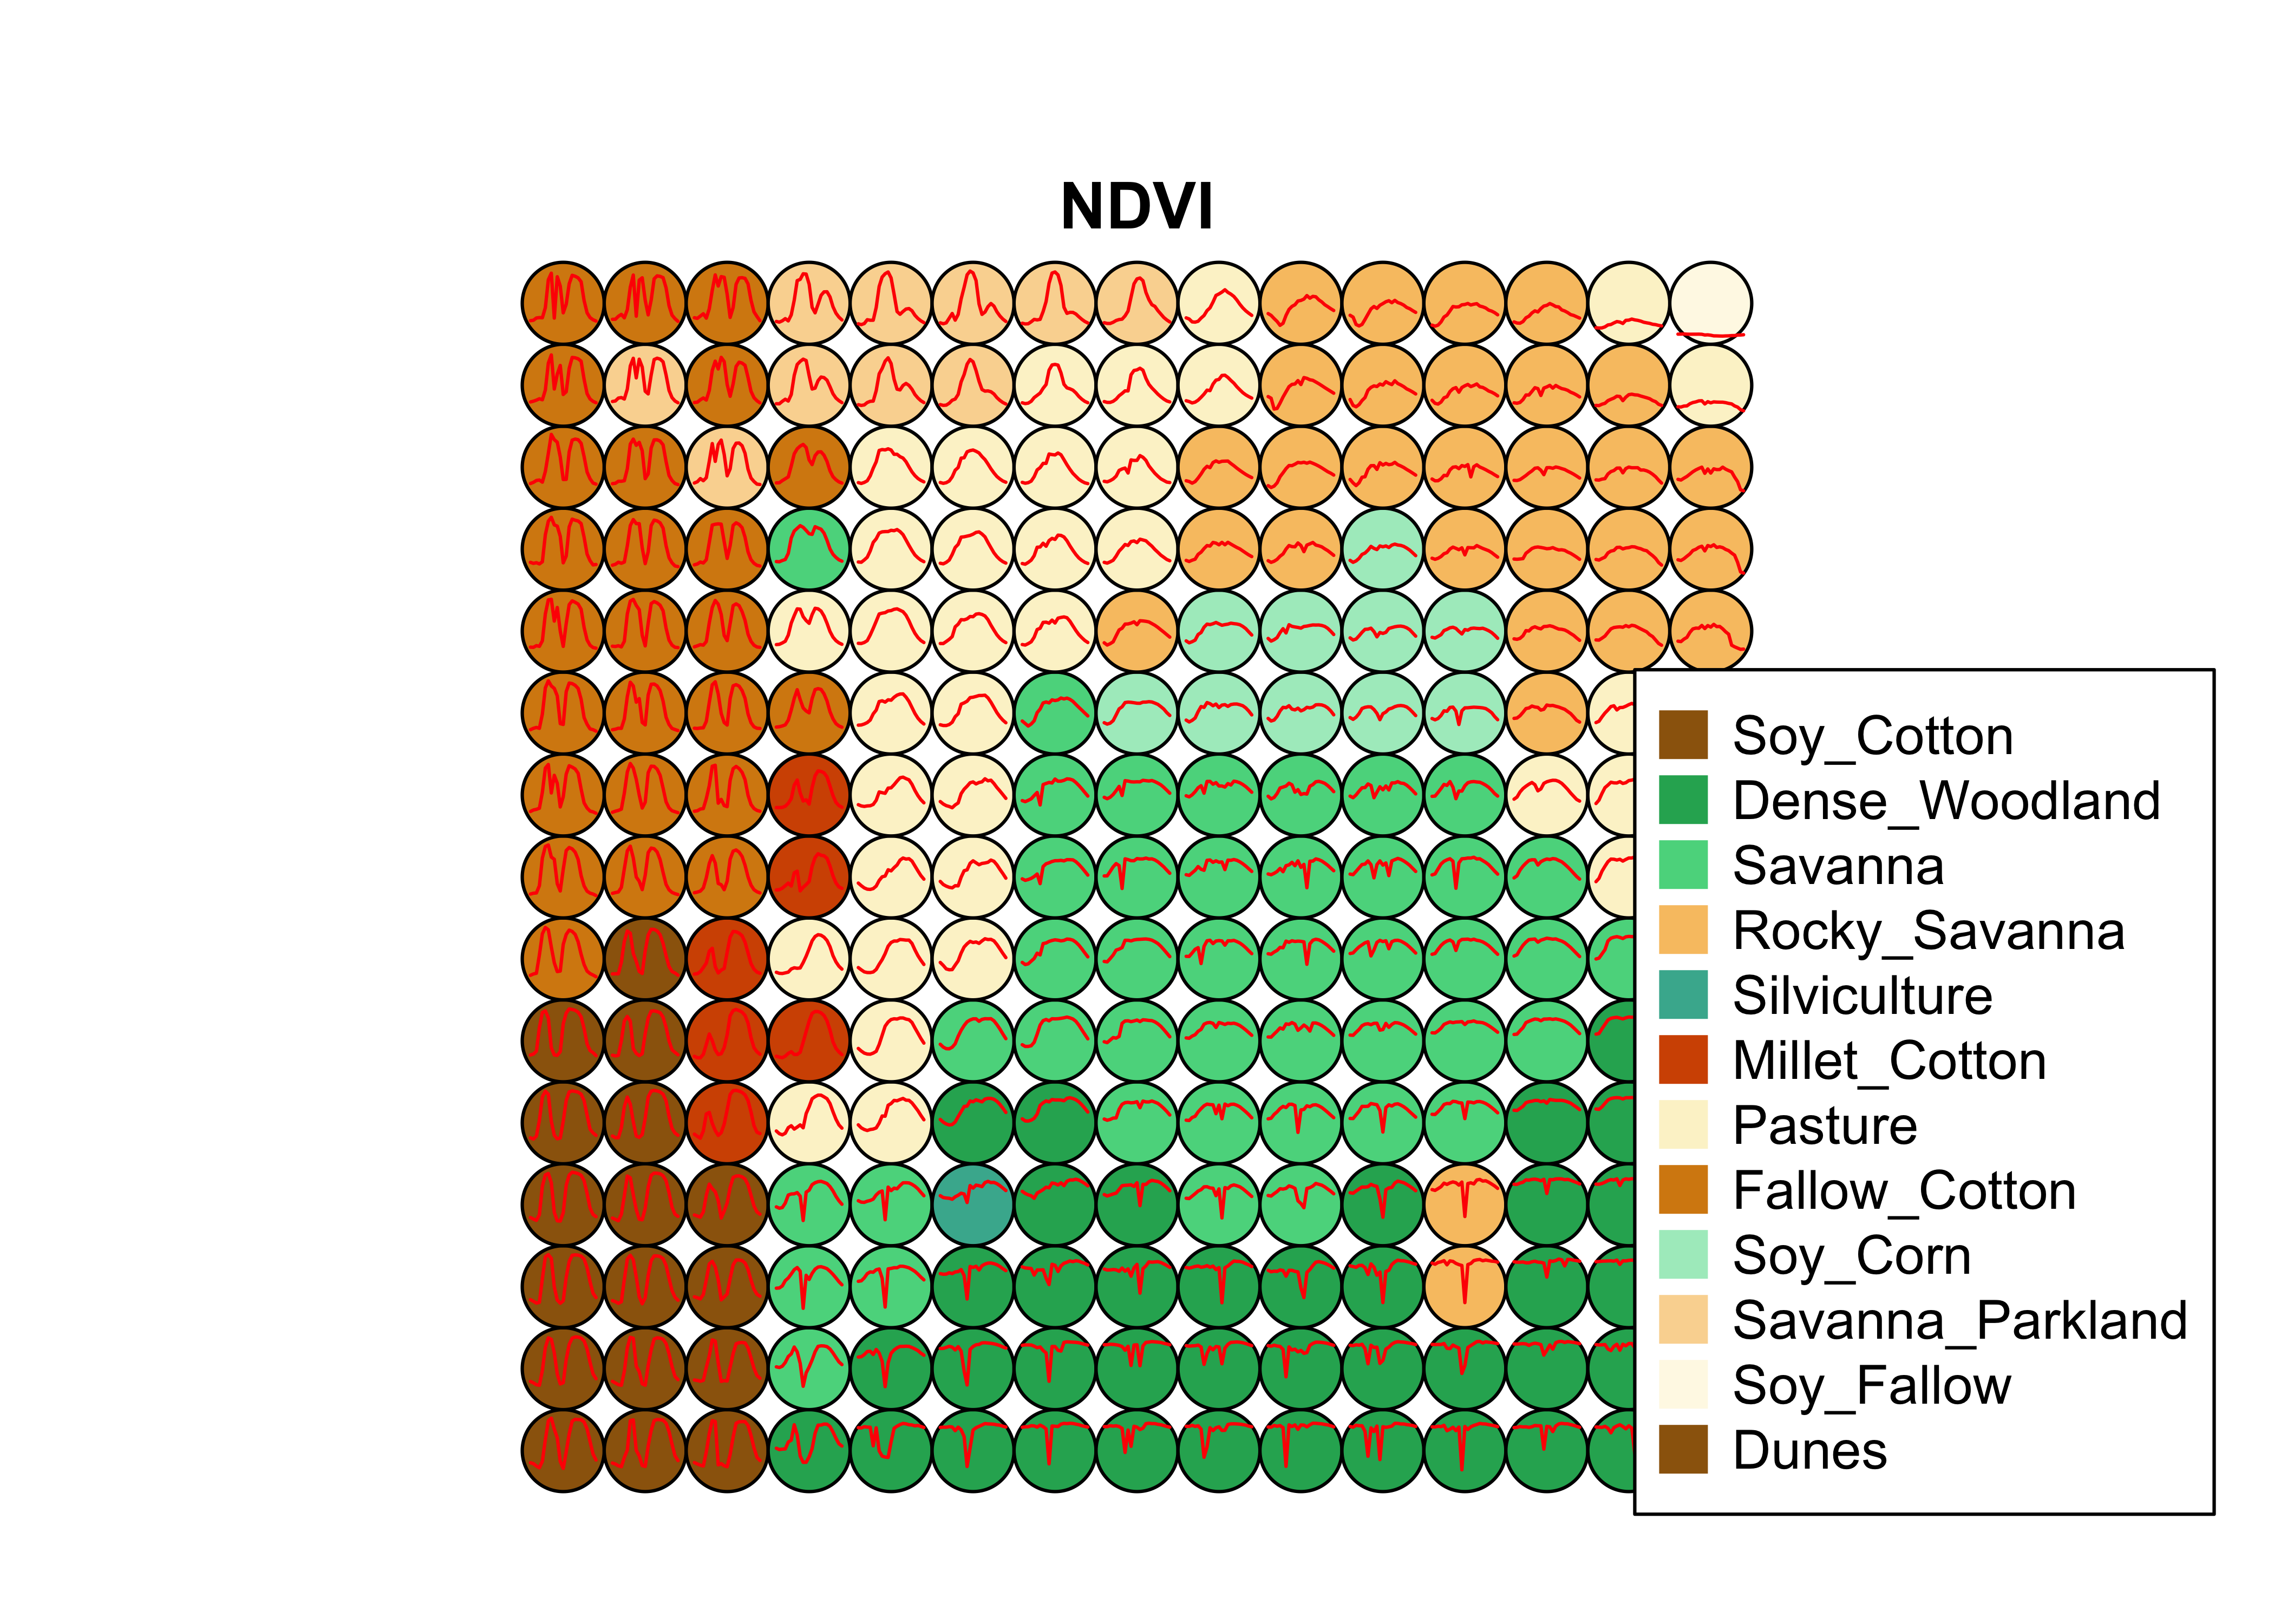 NDVI
Soy_Cotton
Dense_Woodland
Savanna
Rocky_Savanna
Silviculture
Millet_Cotton
Pasture
Fallow_Cotton
Soy_Corn
Savanna_Parkland
Soy_Fallow
Dunes